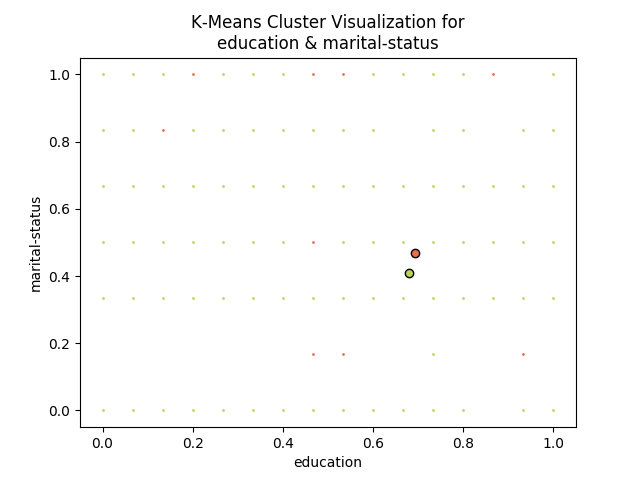 K-Means Cluster Visualization for
education & marital-status
1.0
0.8
0.6
0.4
0.2
0.0
marital-status
0.0 0.2 0.4 0.6 0.8 1.0
education